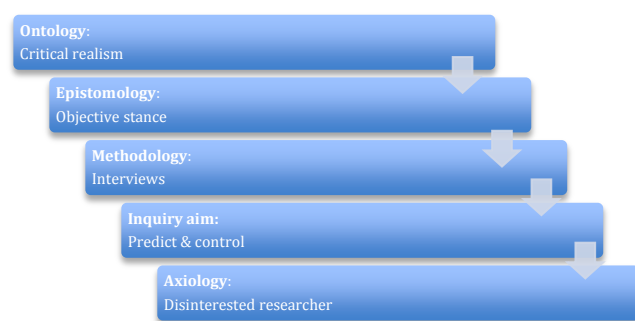 Ontology:
Critical realism
Epistomology:
Objective stance
Methodology:
Interviews
Inquiry aim:
Predict & control
Axiology:
Disinterested researcher